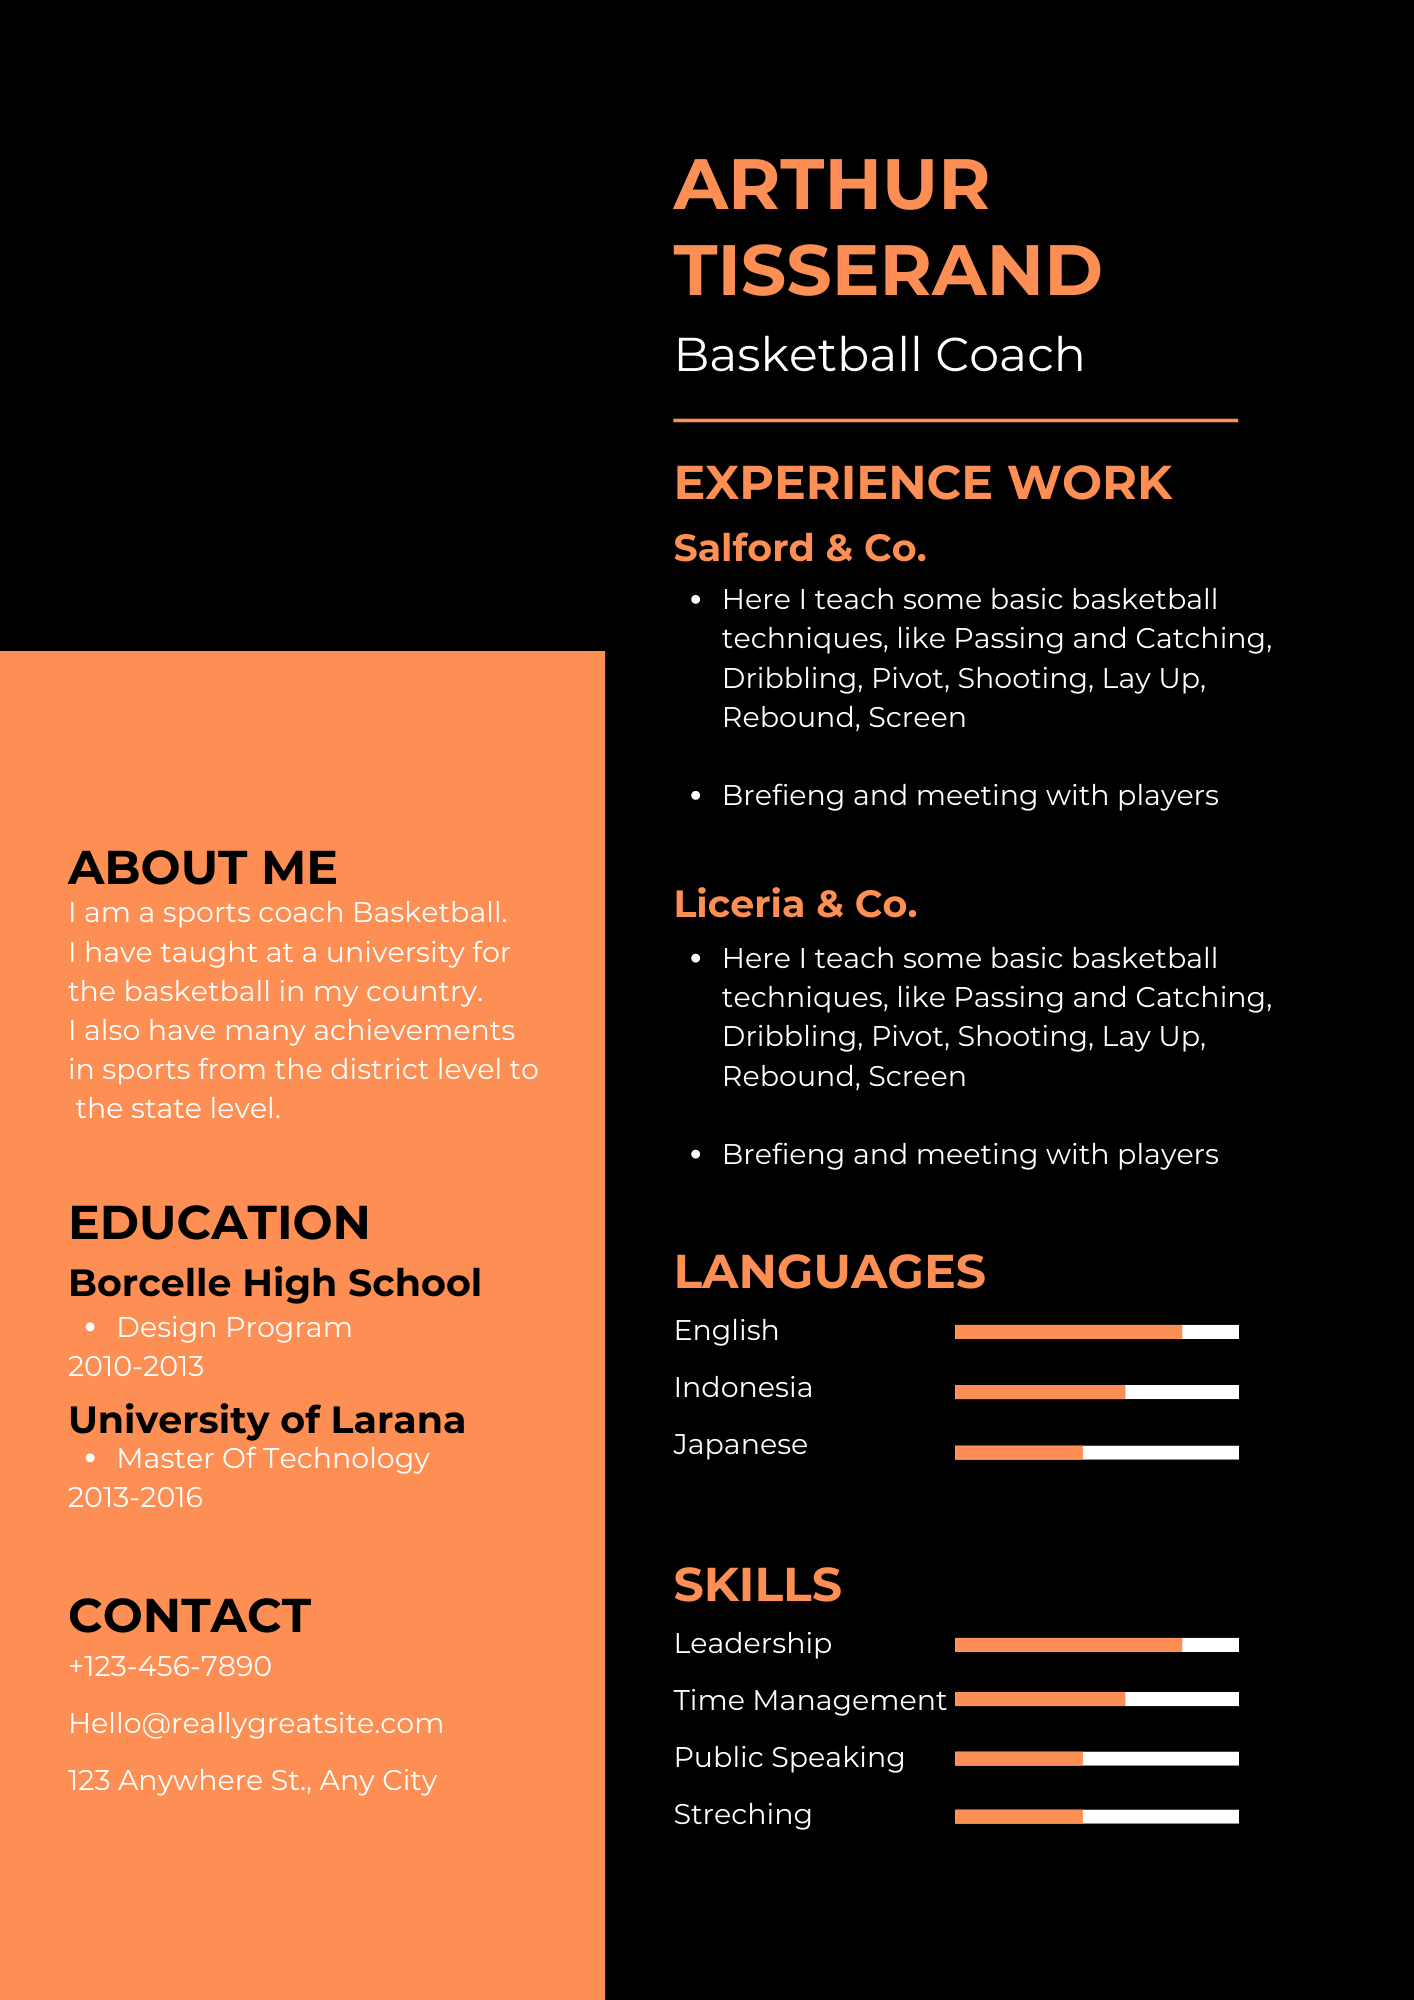 ARTHUR
TISSERAND
Basketball Coach
EXPERIENCE WORK
Salford & Co.
• Here I teach some basic basketball
techniques, like Passing and Catching,
Dribbling, Pivot, Shooting, Lay Up,
Rebound, Screen
• Brefieng and meeting with players
Liceria & Co.
• Here I teach some basic basketball
techniques, like Passing and Catching,
Dribbling, Pivot, Shooting, Lay Up,
Rebound, Screen
• Brefieng and meeting with players
LANGUAGES
English
Indonesia
Japanese
SKILLS
Leadership
Time Management
Public Speaking
Streching
ABOUT ME
I am a sports coach Basketball.
I have taught at a university for
the basketball in my country.
I also have many achievements
in sports from the district level to
the state level.
EDUCATION
Borcelle High School
• Design Program
2010-2013
University of Larana
• Master Of Technology
2013-2016
CONTACT
+123-456-7890
Hello@reallygreatsite.com
123 Anywhere St., Any City